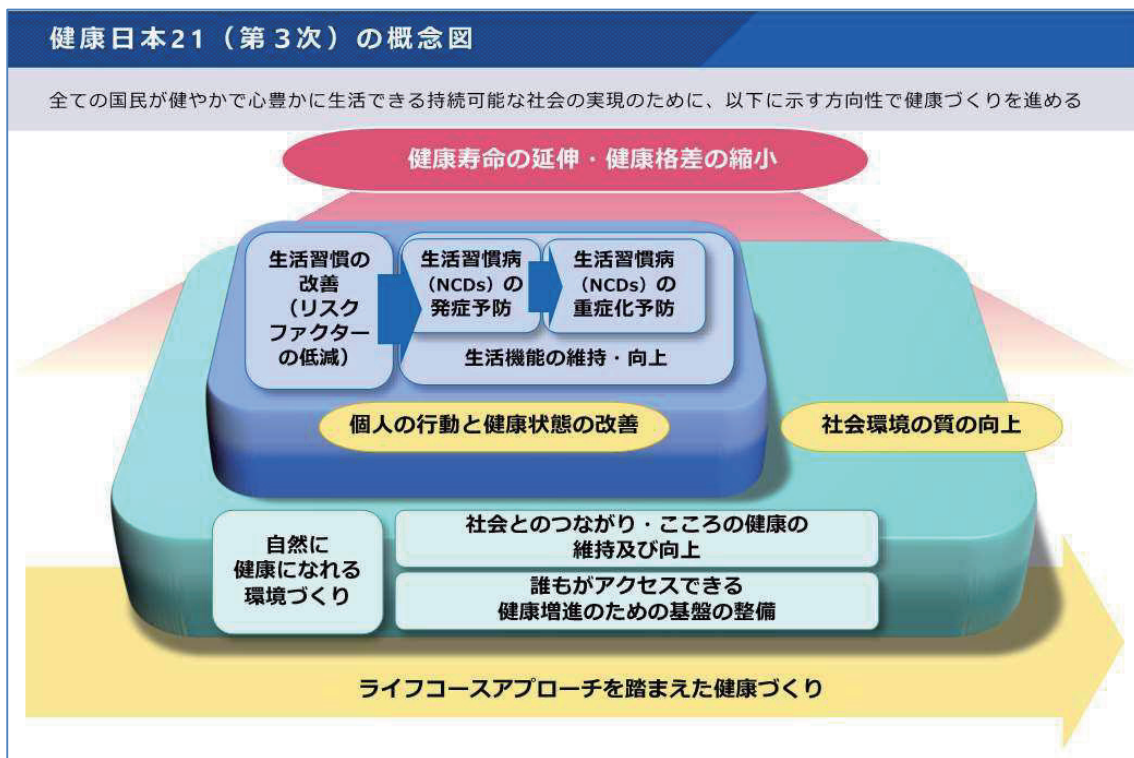 健康日本21（第３次）の概念図
全ての国民が健やかで心豊かに生活できる持続可能な社会の実現のために、以下に示す方向性で健康づくりを進める
健康寿命の延伸・健康格差の縮小
生活習慣の
改善
（リスク
ファクター
の低減）
生活習慣病
（NCDs）の
発症予防
生活習慣病
（NCDs）の
重症化予防
生活機能の維持・向上
個人の行動と健康状態の改善
社会環境の質の向上
自然に
健康になれる
環境づくり
社会とのつながり・こころの健康の
維持及び向上
誰もがアクセスできる
健康増進のための基盤の整備
ライフコースアプローチを踏まえた健康づくり